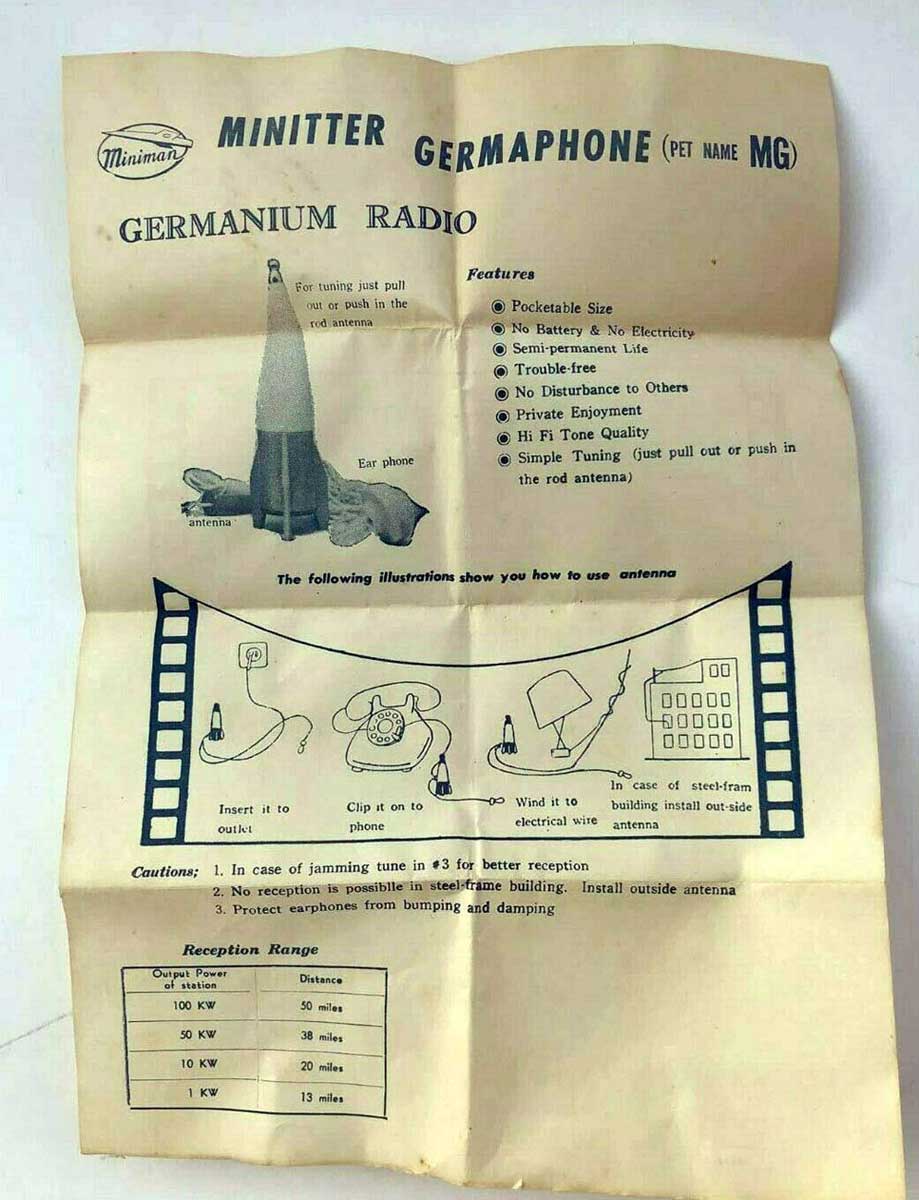 Miniman
MINITTER GERMAPHONE (PET NAME MG)
GERMANIUM RADIO
For tuning just pull
out or push in the
rod antenna
Ear phone
antenna
Features
◉ Pocketable Size
◉ No Battery & No Electricity
◉ Semi-permanent Life
◉ Trouble-free
◉ No Disturbance to Others
◉ Private Enjoyment
◉ Hi Fi Tone Quality
◉ Simple Tuning (just pull out or push in
the rod antenna)
The following illustrations show you how to use antenna
Insert it to
outlet
Clip it on to
phone
Wind it to
electrical wire
In case of steel-fram
building install out-side
antenna
Cautions; 1. In case of jamming tune in #3 for better reception
2. No reception is possiblle in steel-frame building. Install outside antenna
3. Protect earphones from bumping and damping
Reception Range
Output Power
of station
Distance
100 KW 50 miles
50 KW 38 miles
10 KW 20 miles
1 KW 13 miles